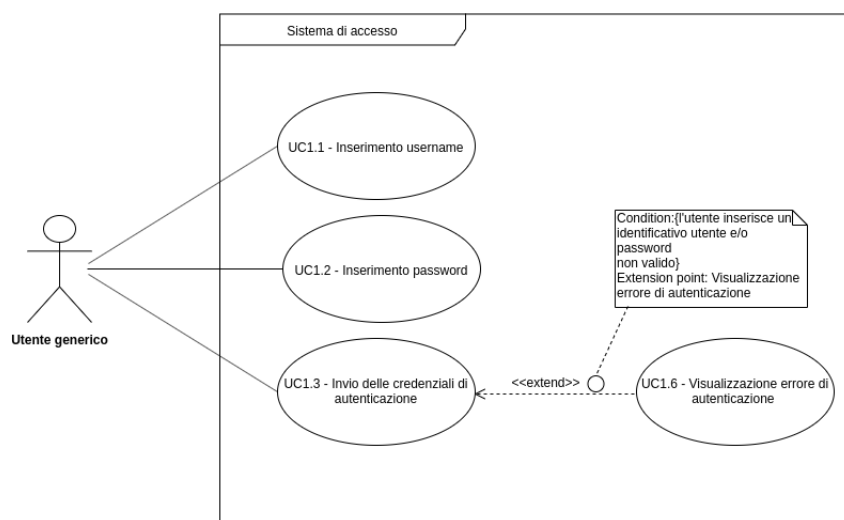 Sistema di accesso
UC1.1 - Inserimento username
Condition:{l'utente inserisce un
identificativo utente e/o
password
non valido}
Extension point: Visualizzazione
errore di autenticazione
UC1.2 - Inserimento password
Utente generico
UC1.3 - Invio delle credenziali di
autenticazione
<<extend>>
UC1.6 - Visualizzazione errore di
autenticazione